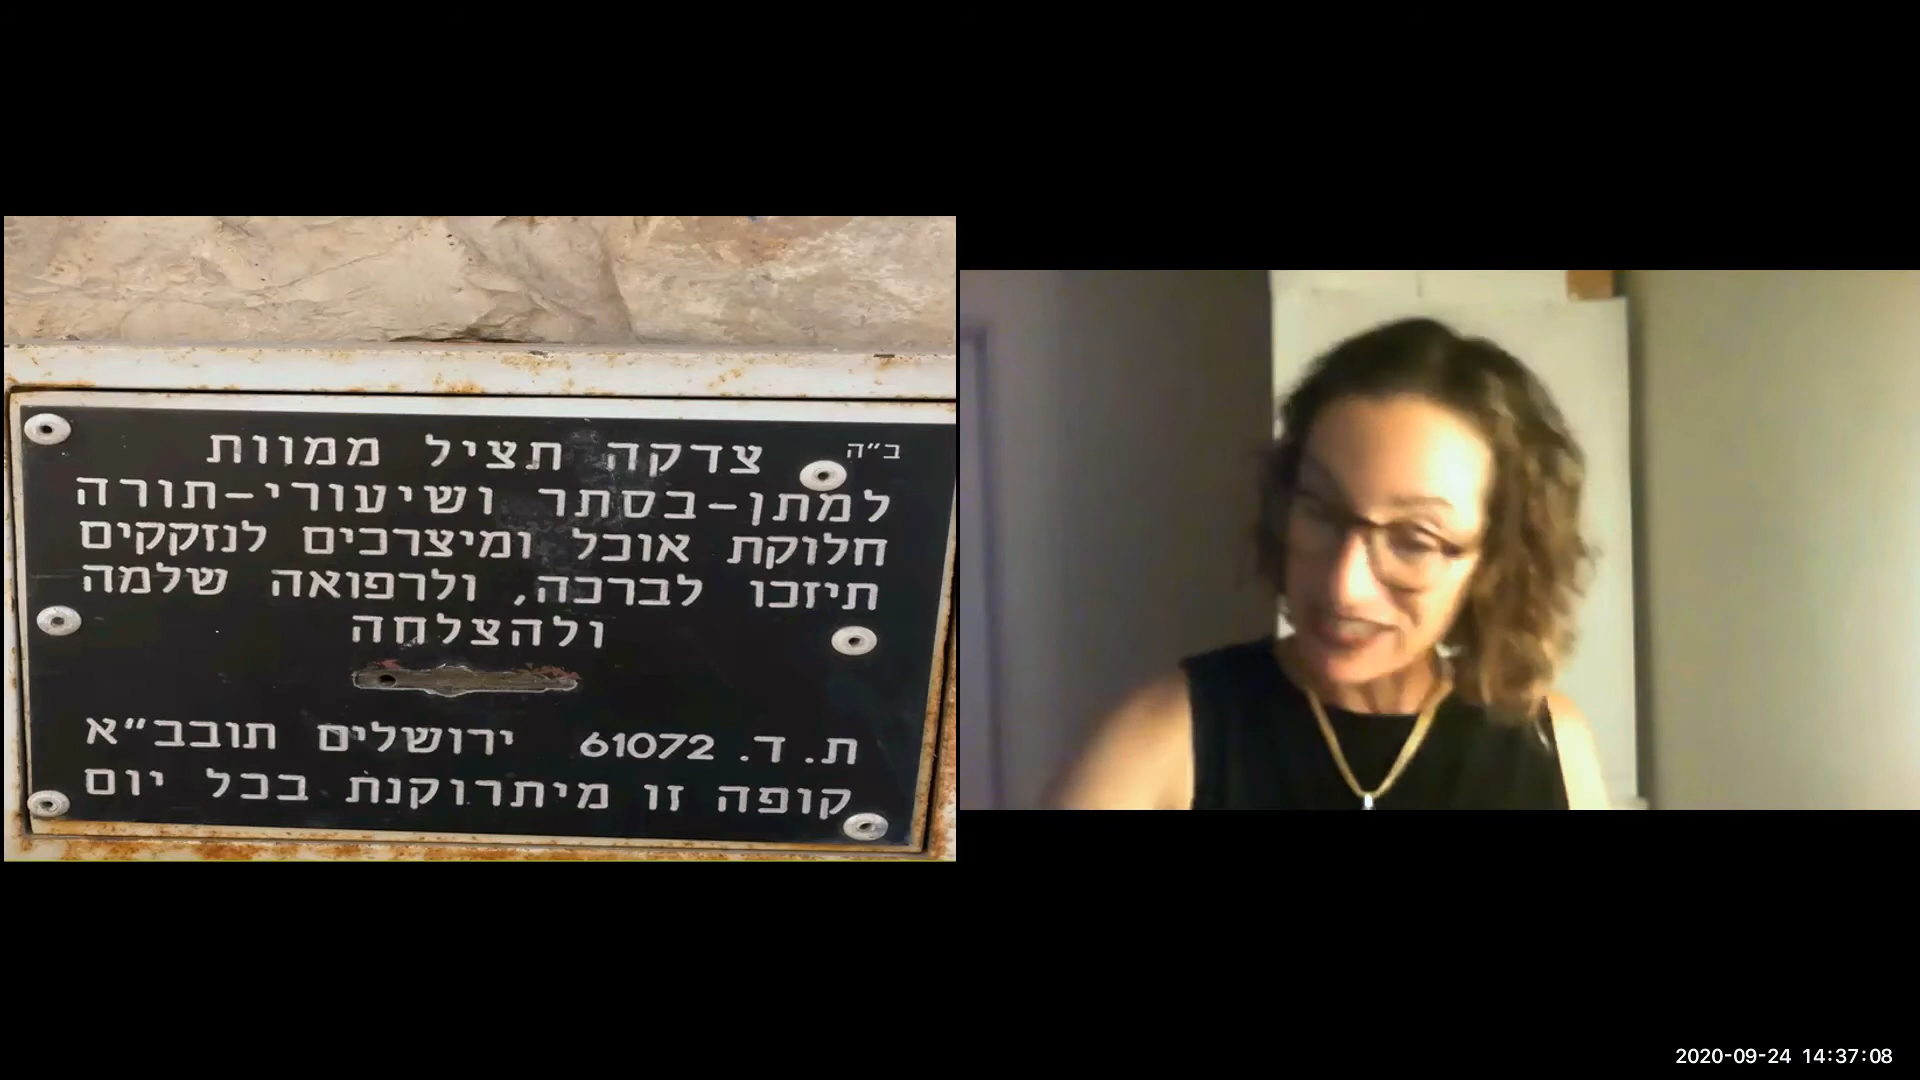 ב״ה
צדקה תציל ממוות
למתן-בסתר ושיעורי-תורה
חלוקת אוכל ומיצרכים לנזקקים
תיזכו לברכה, ולרפואה שלמה
ולהצלחה
ת. ד. 61072 ירושלים תובב״א
קופה זו מיתרוקנת בכל יום
2020-09-24 14:37:08